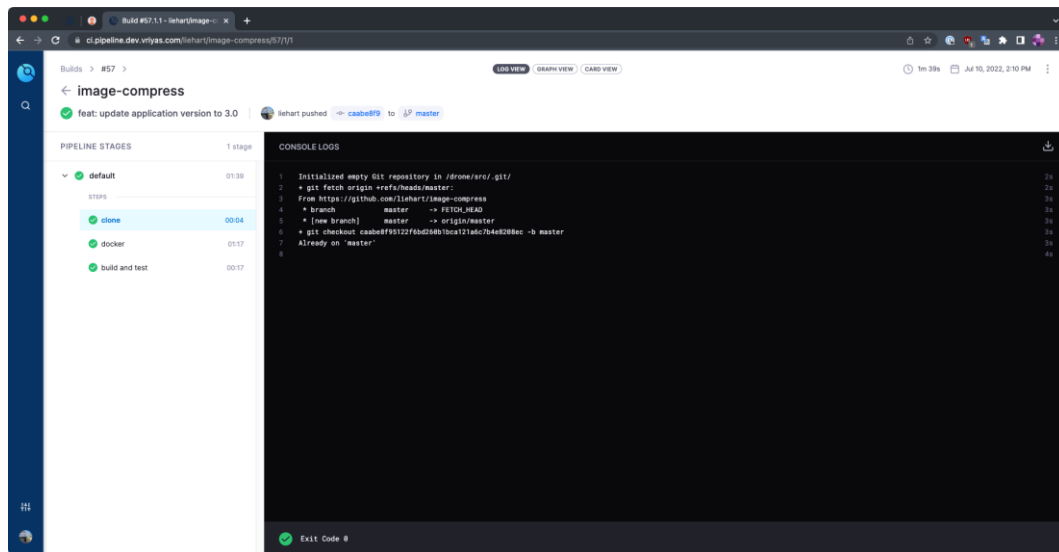 Build #57.1.1 - liehart/image-c
ci.pipeline.dev.vriyas.com/liehart/image-compress/57/1/1
Builds > #57 >
LOG VIEW GRAPH VIEW CARD VIEW
1m 39s Jul 10, 2022, 2:10 PM
image-compress
feat: update application version to 3.0
liehart pushed caabe8f9 to master
PIPELINE STAGES 1 stage
default 01:39
STEPS
clone 00:04
docker 01:17
build and test 00:17
CONSOLE LOGS
1 Initialized empty Git repository in /drone/src/.git/ 2s
2 + git fetch origin +refs/heads/master: 2s
3 From https://github.com/liehart/image-compress 3s
4 * branch master -> FETCH_HEAD 3s
5 * [new branch] master -> origin/master 3s
6 + git checkout caabe8f95122f6bd260b1bca121a6c7b4e8208ec -b master 3s
7 Already on 'master' 3s
8 4s
Exit Code 0